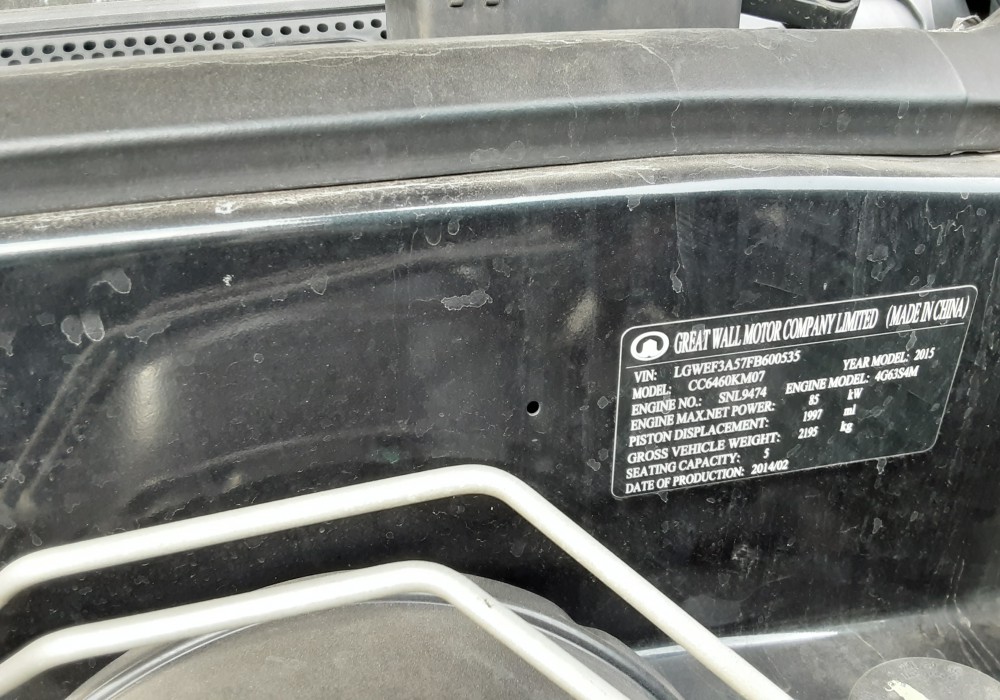 GREAT WALL MOTOR COMPANY LIMITED (MADE IN CHINA)
VIN: LGWEF3A57FB600535 YEAR MODEL: 2015
MODEL: CC6460KM07 ENGINE MODEL: 4G63S4M
ENGINE NO.: SNL9474
ENGINE MAX.NET POWER: 85 kW
PISTON DISPLACEMENT: 1997 ml
GROSS VEHICLE WEIGHT: 2195 kg
SEATING CAPACITY: 5
DATE OF PRODUCTION: 2014/02